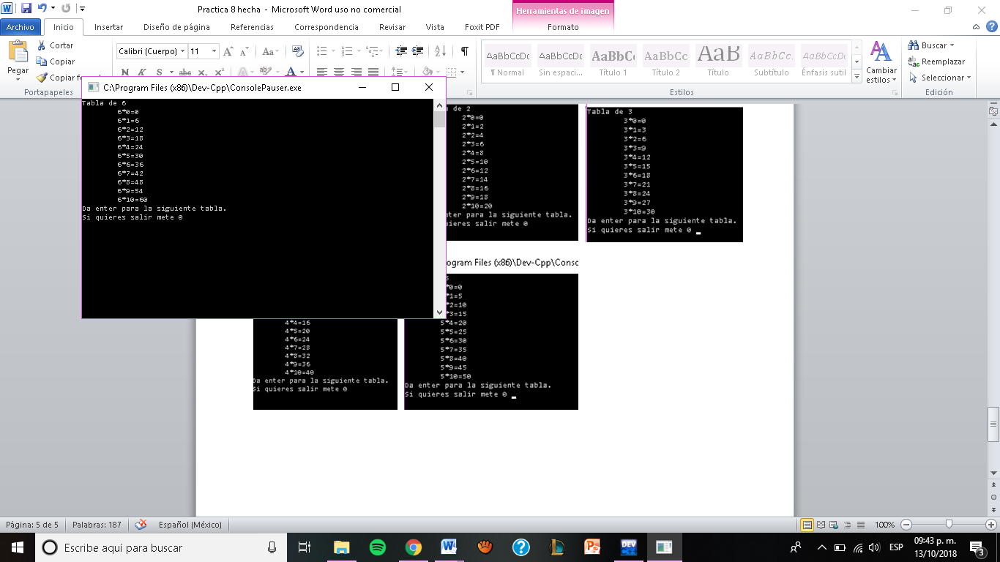 Practica 8 hecha - Microsoft Word uso no comercial
Herramientas de imagen
Archivo Inicio Insertar Diseño de página Referencias Correspondencia Revisar Vista Foxit PDF Formato
Pegar
Cortar
Copiar
Copiar fo
Portapapeles
Calibri (Cuerpo) 11
N K S abc x₂ x² A
AaBbCcDc AaBbCcDc AaBbC AaBbCc AaB AaBbCc. AaBbCcDc
¶ Normal Sin espaci... Título 1 Título 2 Título Subtítulo Énfasis sutil
Cambiar
estilos
Estilos
Buscar
Reemplazar
Seleccionar
Edición
C:\Program Files (x86)\Dev-Cpp\ConsolePauser.exe
Tabla de 6
6*0=0
6*1=6
6*2=12
6*3=18
6*4=24
6*5=30
6*6=36
6*7=42
6*8=48
6*9=54
6*10=60
Da enter para la siguiente tabla.
Si quieres salir mete 0
de 2
2*0=0
2*1=2
2*2=4
2*3=6
2*4=8
2*5=10
2*6=12
2*7=14
2*8=16
2*9=18
2*10=20
nter para la siguiente tabla.
uieres salir mete 0
Tabla de 3
3*0=0
3*1=3
3*2=6
3*3=9
3*4=12
3*5=15
3*6=18
3*7=21
3*8=24
3*9=27
3*10=30
Da enter para la siguiente tabla.
Si quieres salir mete 0 _
4*4=16
4*5=20
4*6=24
4*7=28
4*8=32
4*9=36
4*10=40
Da enter para la siguiente tabla.
Si quieres salir mete 0
ogram Files (x86)\Dev-Cpp\Consc
5
*0=0
*1=5
*2=10
*3=15
5*4=20
5*5=25
5*6=30
5*7=35
5*8=40
5*9=45
5*10=50
Da enter para la siguiente tabla.
Si quieres salir mete 0 _
Página: 5 de 5 Palabras: 187 Español (México) 100%
Escribe aquí para buscar
DEV
ESP
09:43 p. m.
13/10/2018
3